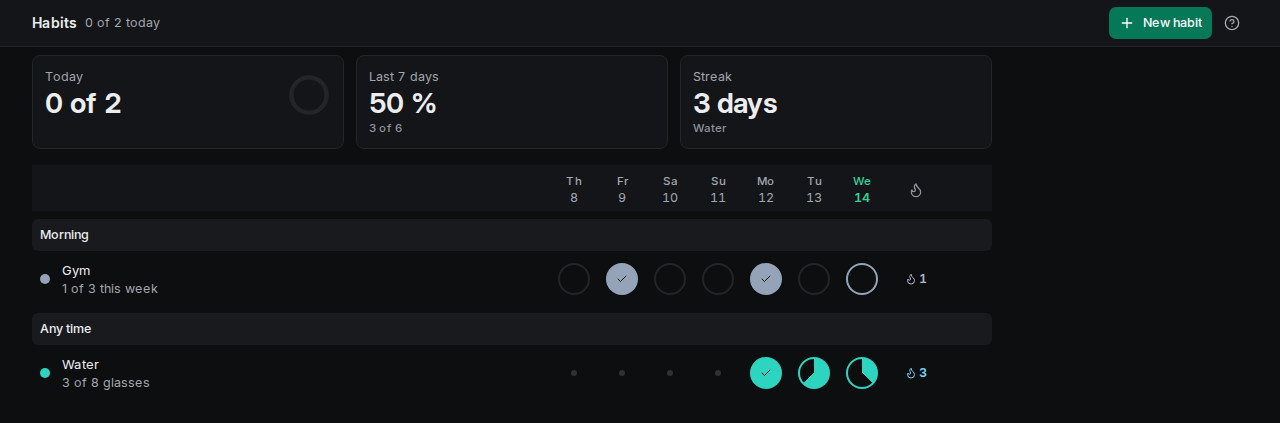 Habits 0 of 2 today
New habit
Today
0 of 2
Last 7 days
50 %
3 of 6
Streak
3 days
Water
Th Fr Sa Su Mo Tu We
8 9 10 11 12 13 14
Morning
Gym
1 of 3 this week
1
Any time
Water
3 of 8 glasses
3